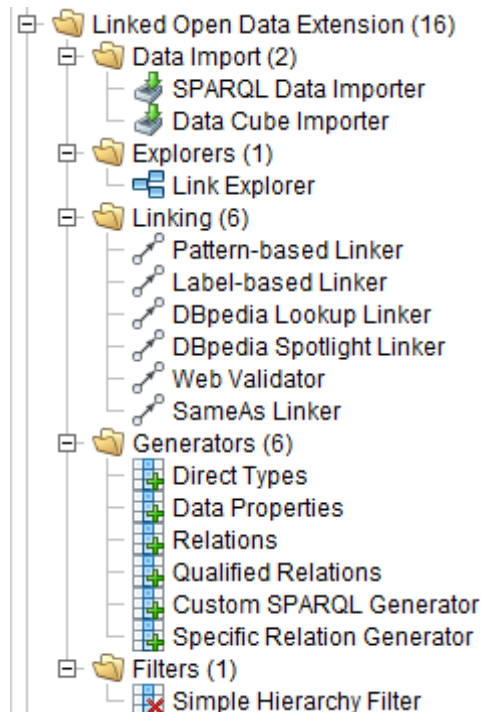 Linked Open Data Extension (16)
Data Import (2)
SPARQL Data Importer
Data Cube Importer
Explorers (1)
Link Explorer
Linking (6)
Pattern-based Linker
Label-based Linker
DBpedia Lookup Linker
DBpedia Spotlight Linker
Web Validator
SameAs Linker
Generators (6)
Direct Types
Data Properties
Relations
Qualified Relations
Custom SPARQL Generator
Specific Relation Generator
Filters (1)
Simple Hierarchy Filter